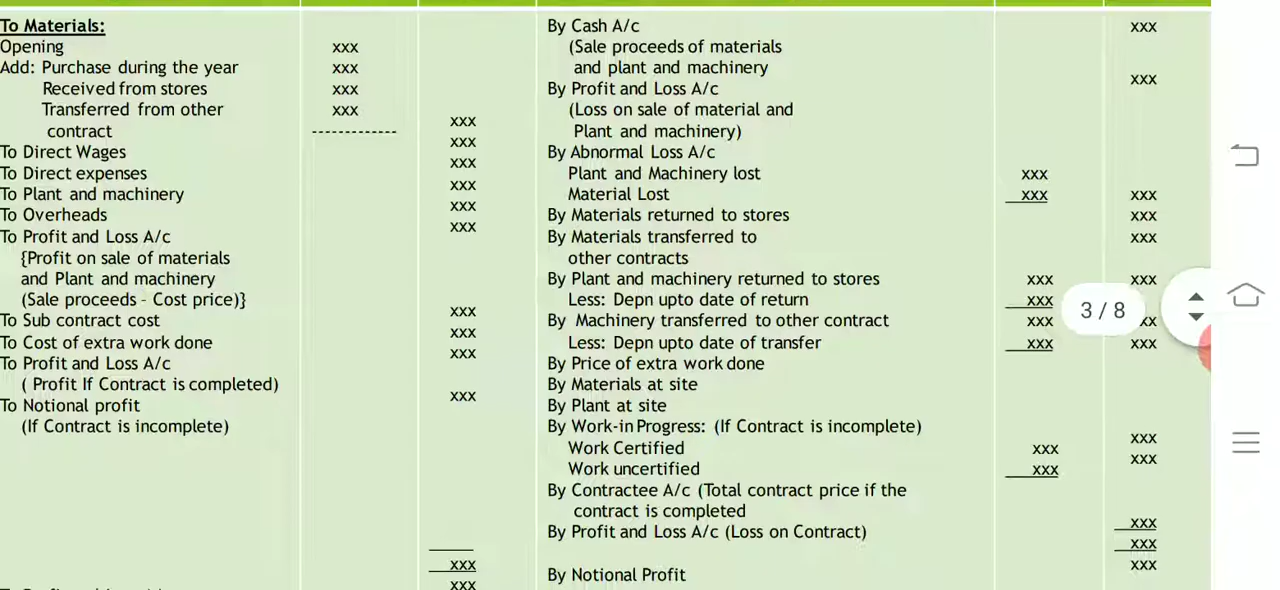 To Materials:
Opening xxx
Add: Purchase during the year xxx
Received from stores xxx
Transferred from other xxx
contract -------------
xxx
To Direct Wages xxx
To Direct expenses xxx
To Plant and machinery xxx
To Overheads xxx
To Profit and Loss A/c xxx
{Profit on sale of materials
and Plant and machinery
(Sale proceeds - Cost price)}
To Sub contract cost xxx
To Cost of extra work done xxx
To Profit and Loss A/c xxx
( Profit If Contract is completed)
To Notional profit xxx
(If Contract is incomplete)
xxx
xxx
By Cash A/c xxx
(Sale proceeds of materials
and plant and machinery
By Profit and Loss A/c xxx
(Loss on sale of material and
Plant and machinery)
By Abnormal Loss A/c
Plant and Machinery lost xxx
Material Lost xxx xxx
By Materials returned to stores xxx
By Materials transferred to xxx
other contracts
By Plant and machinery returned to stores xxx xxx
Less: Depn upto date of return xxx
By Machinery transferred to other contract xxx xx
Less: Depn upto date of transfer xxx xxx
By Price of extra work done
By Materials at site
By Plant at site
By Work-in Progress: (If Contract is incomplete)
xxx
Work Certified xxx
xxx
Work uncertified xxx
By Contractee A/c (Total contract price if the
contract is completed
xxx
By Profit and Loss A/c (Loss on Contract)
xxx
xxx
By Notional Profit
3 / 8